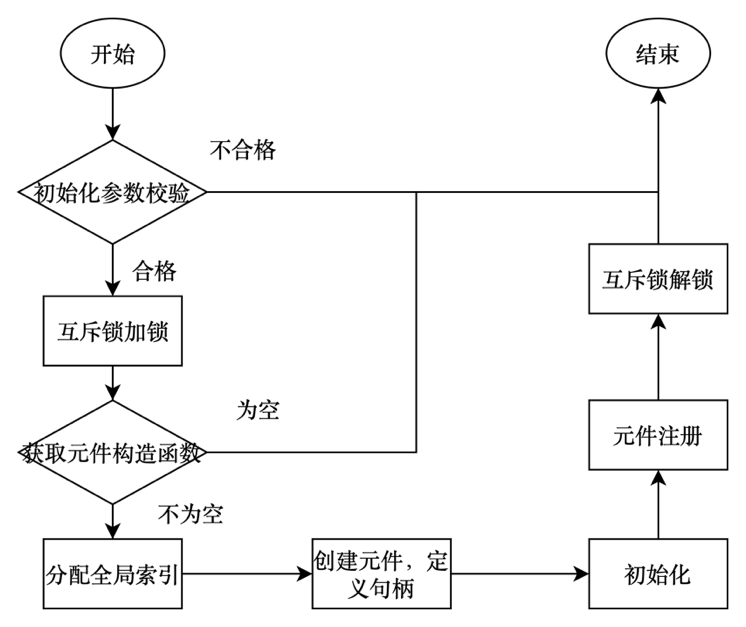 开始
结束
不合格
初始化参数校验
合格
互斥锁解锁
互斥锁加锁
为空
元件注册
获取元件构造函数
不为空
分配全局索引
创建元件，定
义句柄
初始化